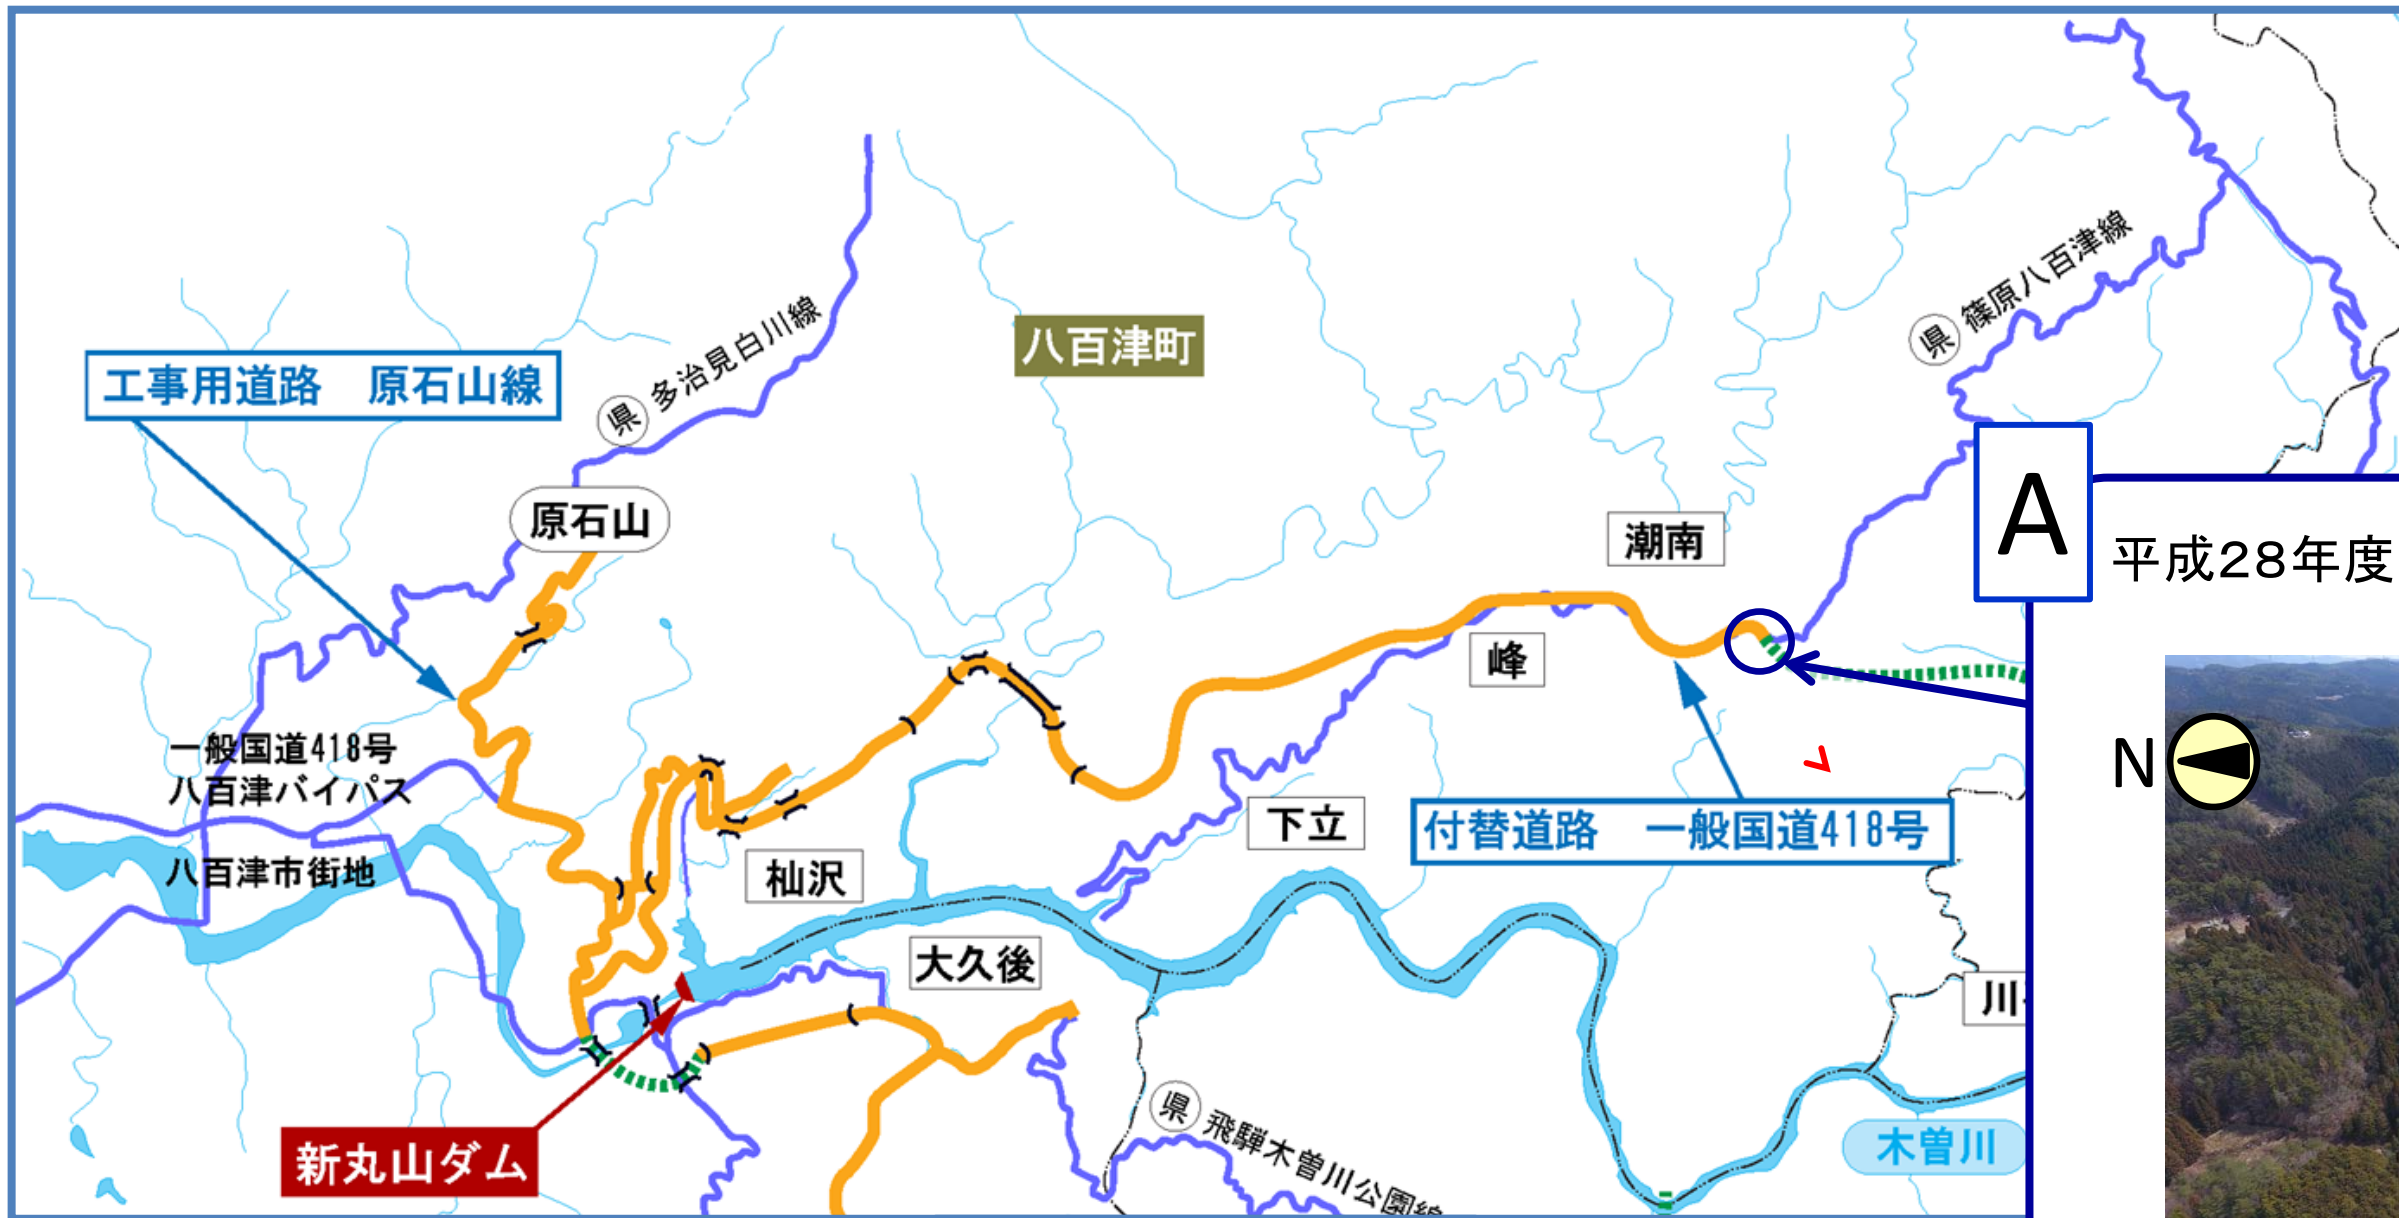 八百津町
県 篠原八百津線
県 多治見白川線
工事用道路　原石山線
原石山
潮南
A
平成28年度
峰
N
一般国道418号
八百津バイパス
八百津市街地
下立
付替道路　一般国道418号
杣沢
大久後
川
県 飛騨木曽川公園線
木曽川
新丸山ダム